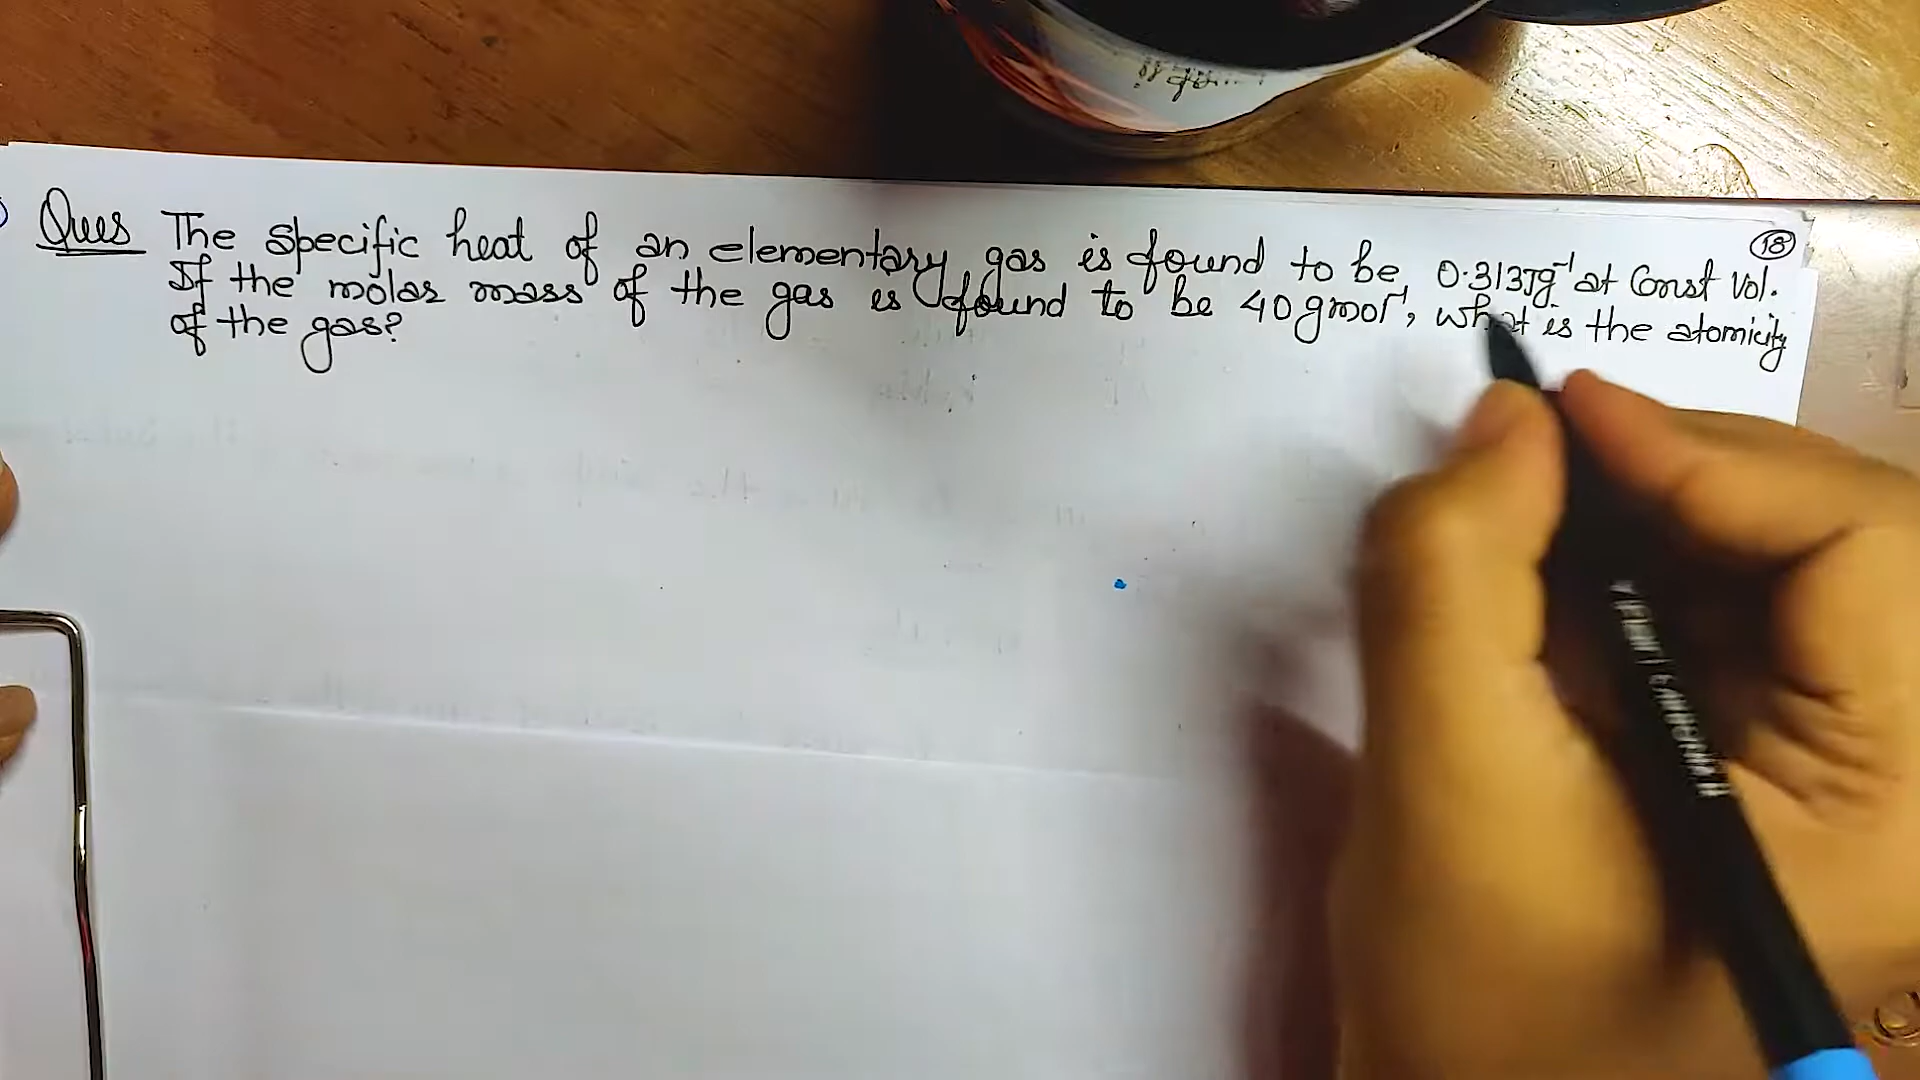 18
Ques The specific heat of an elementary gas is found to be 0.313Jg⁻¹ at Const Vol.
If the molar mass of the gas is found to be 40gmol⁻¹, what is the atomicity
of the gas?